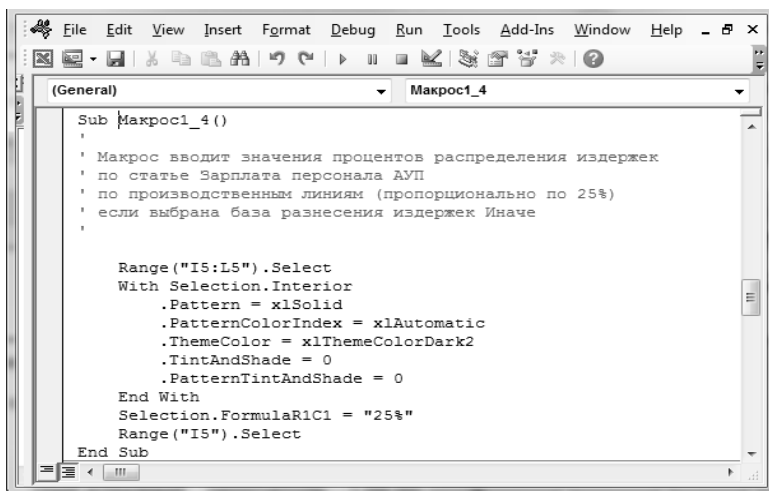 File Edit View Insert Format Debug Run Tools Add-Ins Window Help
(General) Макрос1_4
Sub Макрос1_4()
'
' Макрос вводит значения процентов распределения издержек
' по статье Зарплата персонала АУП
' по производственным линиям (пропорционально по 25%)
' если выбрана база разнесения издержек Иначе
'
Range("I5:L5").Select
With Selection.Interior
.Pattern = xlSolid
.PatternColorIndex = xlAutomatic
.ThemeColor = xlThemeColorDark2
.TintAndShade = 0
.PatternTintAndShade = 0
End With
Selection.FormulaR1C1 = "25%"
Range("I5").Select
End Sub